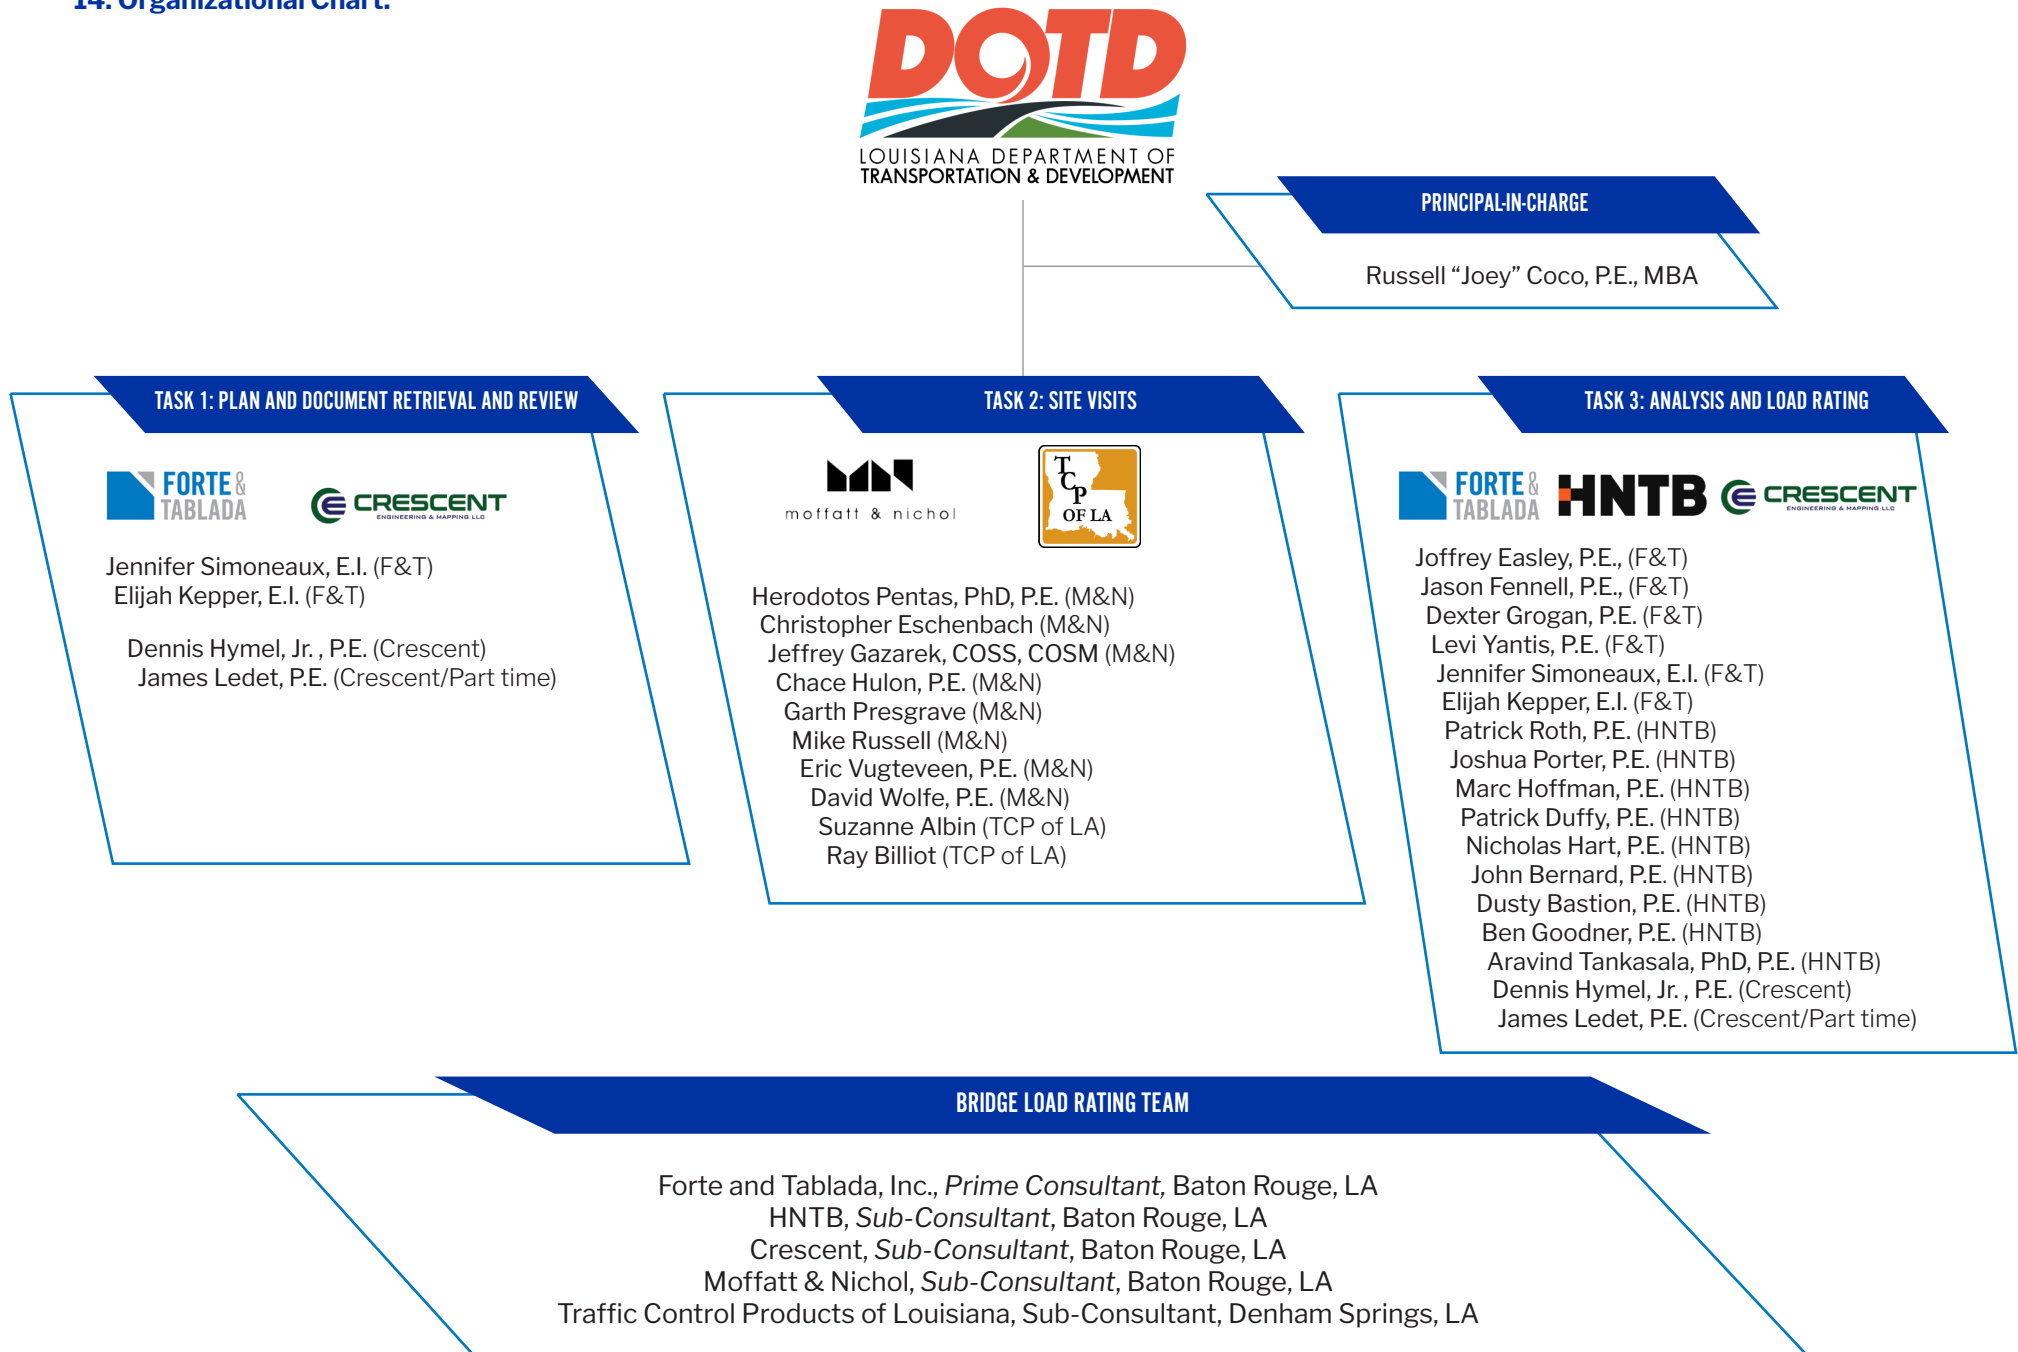 14. Organizational Chart:
DOTD
LOUISIANA DEPARTMENT OF
TRANSPORTATION & DEVELOPMENT
PRINCIPAL-IN-CHARGE
Russell “Joey” Coco, P.E., MBA
TASK 1: PLAN AND DOCUMENT RETRIEVAL AND REVIEW
FORTE &
TABLADA
CRESCENT
ENGINEERING & MAPPING LLC
Jennifer Simoneaux, E.I. (F&T)
Elijah Kepper, E.I. (F&T)
Dennis Hymel, Jr. , P.E. (Crescent)
James Ledet, P.E. (Crescent/Part time)
TASK 2: SITE VISITS
moffatt & nichol
T
C
P
OF LA
Herodotos Pentas, PhD, P.E. (M&N)
Christopher Eschenbach (M&N)
Jeffrey Gazarek, COSS, COSM (M&N)
Chace Hulon, P.E. (M&N)
Garth Presgrave (M&N)
Mike Russell (M&N)
Eric Vugteveen, P.E. (M&N)
David Wolfe, P.E. (M&N)
Suzanne Albin (TCP of LA)
Ray Billiot (TCP of LA)
TASK 3: ANALYSIS AND LOAD RATING
FORTE &
TABLADA
HNTB
CRESCENT
ENGINEERING & MAPPING LLC
Joffrey Easley, P.E., (F&T)
Jason Fennell, P.E., (F&T)
Dexter Grogan, P.E. (F&T)
Levi Yantis, P.E. (F&T)
Jennifer Simoneaux, E.I. (F&T)
Elijah Kepper, E.I. (F&T)
Patrick Roth, P.E. (HNTB)
Joshua Porter, P.E. (HNTB)
Marc Hoffman, P.E. (HNTB)
Patrick Duffy, P.E. (HNTB)
Nicholas Hart, P.E. (HNTB)
John Bernard, P.E. (HNTB)
Dusty Bastion, P.E. (HNTB)
Ben Goodner, P.E. (HNTB)
Aravind Tankasala, PhD, P.E. (HNTB)
Dennis Hymel, Jr. , P.E. (Crescent)
James Ledet, P.E. (Crescent/Part time)
BRIDGE LOAD RATING TEAM
Forte and Tablada, Inc., Prime Consultant, Baton Rouge, LA
HNTB, Sub-Consultant, Baton Rouge, LA
Crescent, Sub-Consultant, Baton Rouge, LA
Moffatt & Nichol, Sub-Consultant, Baton Rouge, LA
Traffic Control Products of Louisiana, Sub-Consultant, Denham Springs, LA